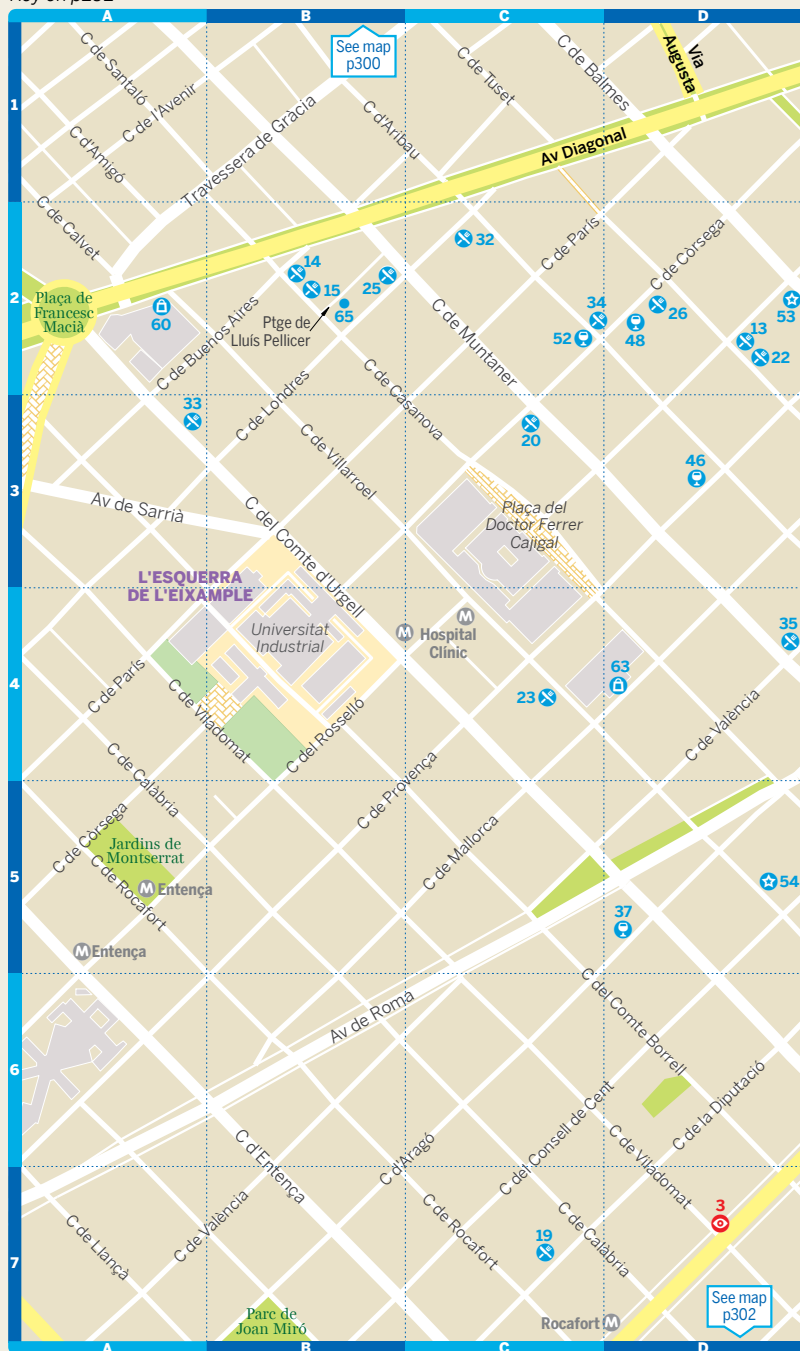 A
B
C
D
See map
p300
C de Santaló
C de l'Avenir
C d'Amigó
Travessera de Gràcia
C d'Aribau
C de Tuset
C de Balmes
Vía
Augusta
1
Av Diagonal
C de Calvet
32
C de París
C de Còrsega
14
15
25
65
34
52
48
26
53
13
22
2
Plaça de
Francesc
Macià
60
C de Buenos Aires
Ptge de
Lluís Pellicer
C de Muntaner
33
C de Londres
C de Casanova
20
C de Villarroel
46
3
Av de Sarrià
C del Comte d'Urgell
Plaça del
Doctor Ferrer
Cajigal
L'ESQUERRA
DE L'EIXAMPLE
Universitat
Industrial
M
M
Hospital
Clínic
35
63
4
23
C de París
C de Viladomat
C del Rosselló
C de València
C de Calàbria
C de Provença
C de Còrsega
Jardins de
Montserrat
C de Mallorca
5
M Entença
C de Rocafort
54
37
M Entença
C del Comte Borrell
Av de Roma
6
C de la Diputació
C del Consell de Cent
C de Viladomat
C d'Entença
C d'Aragó
3
C de Llançà
C de València
C de Rocafort
C de Calàbria
19
7
See map
p302
Parc de
Joan Miró
Rocafort M
A
B
C
D